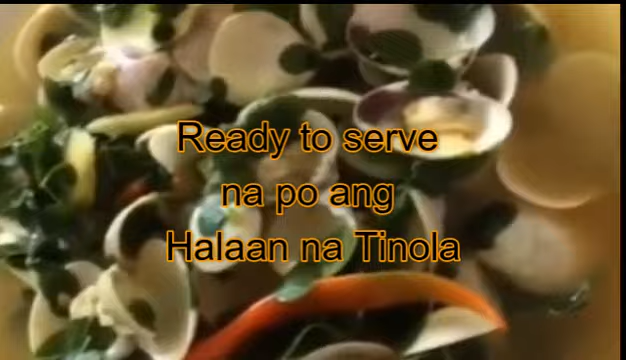 Ready to serve
na po ang
Halaan na Tinola